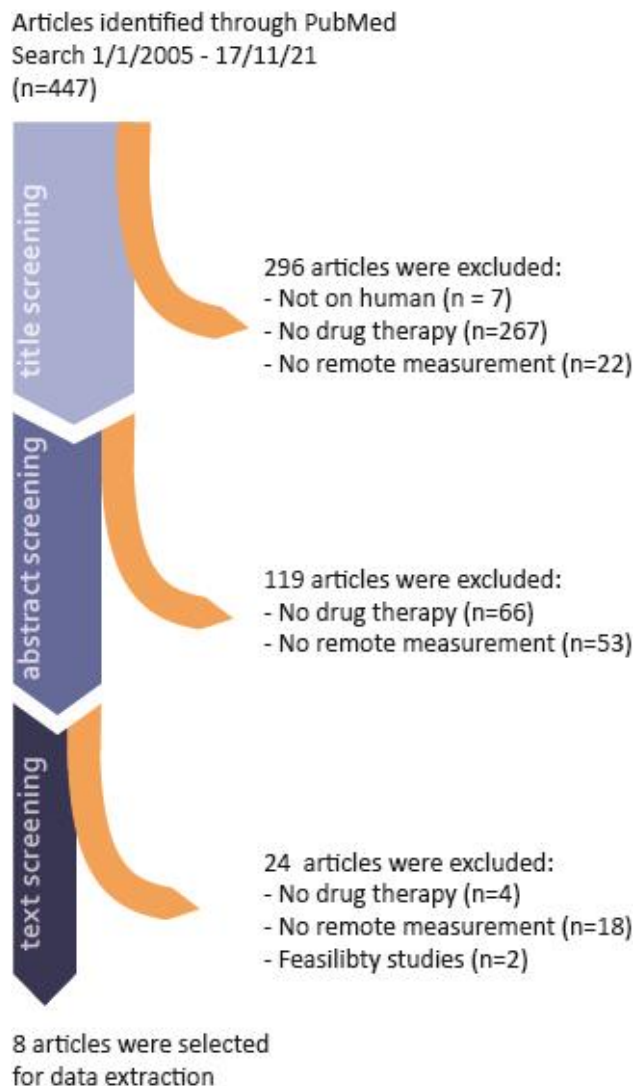 Articles identified through PubMed
Search 1/1/2005 - 17/11/21
(n=447)
title screening
296 articles were excluded:
- Not on human (n = 7)
- No drug therapy (n=267)
- No remote measurement (n=22)
abstract screening
119 articles were excluded:
- No drug therapy (n=66)
- No remote measurement (n=53)
text screening
24 articles were excluded:
- No drug therapy (n=4)
- No remote measurement (n=18)
- Feasilibty studies (n=2)
8 articles were selected
for data extraction